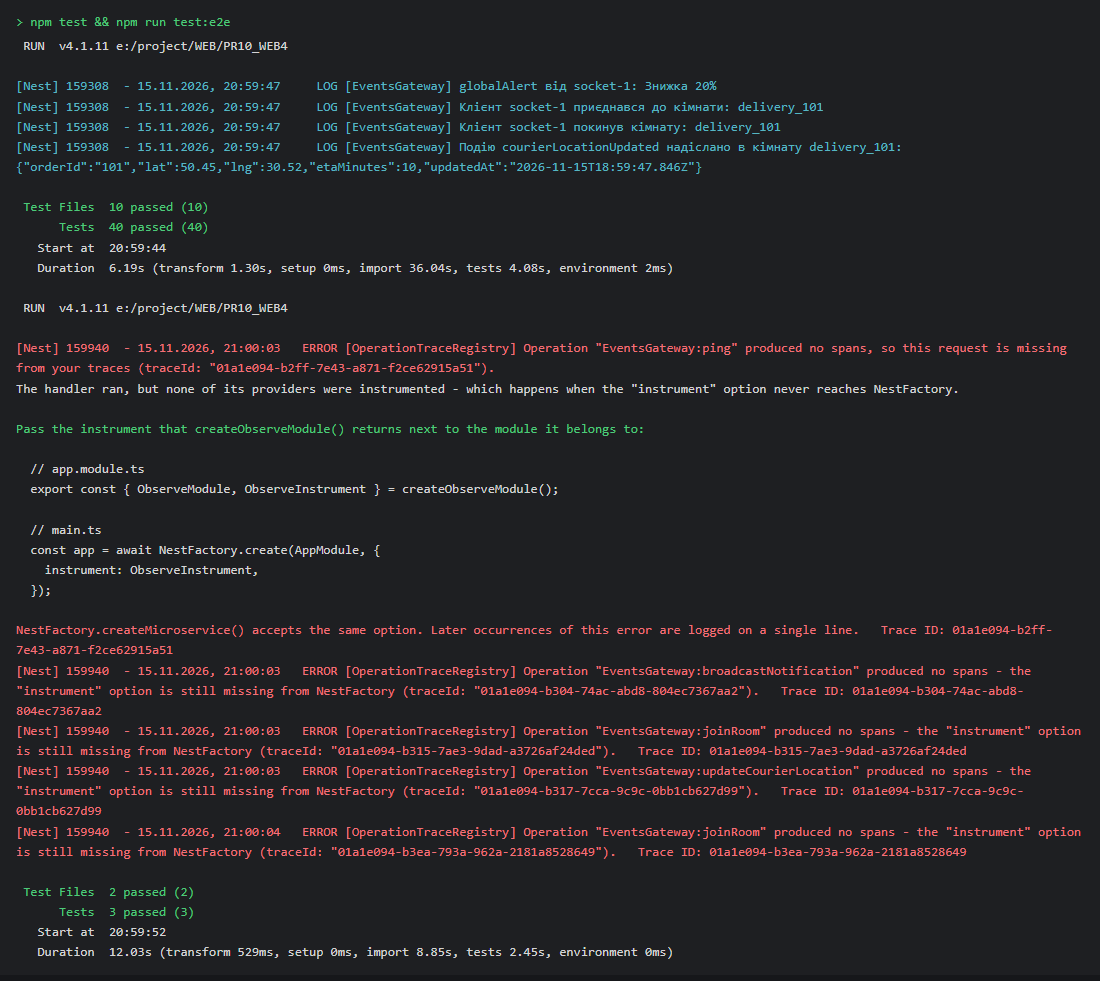 > npm test && npm run test:e2e
RUN  v4.1.11 e:/project/WEB/PR10_WEB4
[Nest] 159308  - 15.11.2026, 20:59:47     LOG [EventsGateway] globalAlert від socket-1: Знижка 20%
[Nest] 159308  - 15.11.2026, 20:59:47     LOG [EventsGateway] Клієнт socket-1 приєднався до кімнати: delivery_101
[Nest] 159308  - 15.11.2026, 20:59:47     LOG [EventsGateway] Клієнт socket-1 покинув кімнату: delivery_101
[Nest] 159308  - 15.11.2026, 20:59:47     LOG [EventsGateway] Подію courierLocationUpdated надіслано в кімнату delivery_101:
{"orderId":"101","lat":50.45,"lng":30.52,"etaMinutes":10,"updatedAt":"2026-11-15T18:59:47.846Z"}
Test Files  10 passed (10)
Tests  40 passed (40)
Start at  20:59:44
Duration  6.19s (transform 1.30s, setup 0ms, import 36.04s, tests 4.08s, environment 2ms)
RUN  v4.1.11 e:/project/WEB/PR10_WEB4
[Nest] 159940  - 15.11.2026, 21:00:03   ERROR [OperationTraceRegistry] Operation "EventsGateway:ping" produced no spans, so this request is missing
from your traces (traceId: "01a1e094-b2ff-7e43-a871-f2ce62915a51").
The handler ran, but none of its providers were instrumented - which happens when the "instrument" option never reaches NestFactory.
Pass the instrument that createObserveModule() returns next to the module it belongs to:
// app.module.ts
export const { ObserveModule, ObserveInstrument } = createObserveModule();
// main.ts
const app = await NestFactory.create(AppModule, {
instrument: ObserveInstrument,
});
NestFactory.createMicroservice() accepts the same option. Later occurrences of this error are logged on a single line.   Trace ID: 01a1e094-b2ff-
7e43-a871-f2ce62915a51
[Nest] 159940  - 15.11.2026, 21:00:03   ERROR [OperationTraceRegistry] Operation "EventsGateway:broadcastNotification" produced no spans - the
"instrument" option is still missing from NestFactory (traceId: "01a1e094-b304-74ac-abd8-804ec7367aa2").   Trace ID: 01a1e094-b304-74ac-abd8-
804ec7367aa2
[Nest] 159940  - 15.11.2026, 21:00:03   ERROR [OperationTraceRegistry] Operation "EventsGateway:joinRoom" produced no spans - the "instrument" option
is still missing from NestFactory (traceId: "01a1e094-b315-7ae3-9dad-a3726af24ded").   Trace ID: 01a1e094-b315-7ae3-9dad-a3726af24ded
[Nest] 159940  - 15.11.2026, 21:00:03   ERROR [OperationTraceRegistry] Operation "EventsGateway:updateCourierLocation" produced no spans - the
"instrument" option is still missing from NestFactory (traceId: "01a1e094-b317-7cca-9c9c-0bb1cb627d99").   Trace ID: 01a1e094-b317-7cca-9c9c-
0bb1cb627d99
[Nest] 159940  - 15.11.2026, 21:00:04   ERROR [OperationTraceRegistry] Operation "EventsGateway:joinRoom" produced no spans - the "instrument" option
is still missing from NestFactory (traceId: "01a1e094-b3ea-793a-962a-2181a8528649").   Trace ID: 01a1e094-b3ea-793a-962a-2181a8528649
Test Files  2 passed (2)
Tests  3 passed (3)
Start at  20:59:52
Duration  12.03s (transform 529ms, setup 0ms, import 8.85s, tests 2.45s, environment 0ms)